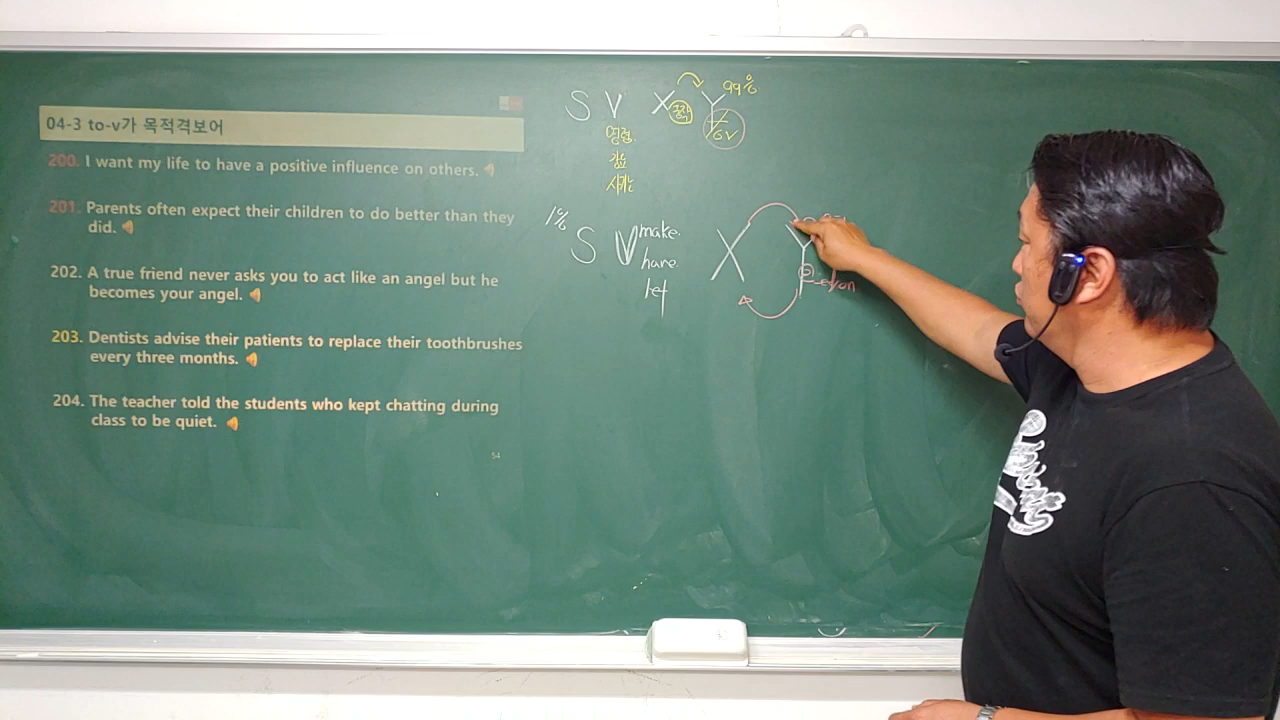 04-3 to-v가 목적격보어
200. I want my life to have a positive influence on others.
201. Parents often expect their children to do better than they
did.
202. A true friend never asks you to act like an angel but he
becomes your angel.
203. Dentists advise their patients to replace their toothbrushes
every three months.
204. The teacher told the students who kept chatting during
class to be quiet.
54
S V X Y 99%
1%
S V make
have
let
X Y